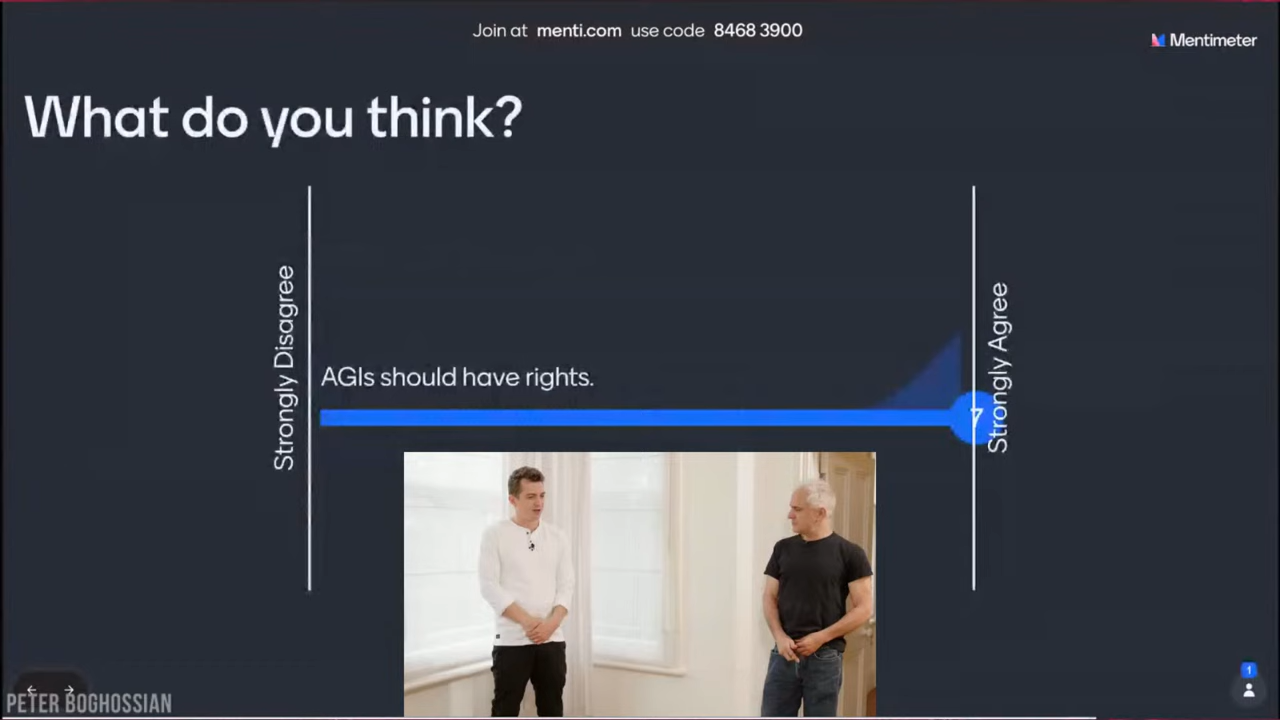 Join at menti.com use code 8468 3900
Mentimeter
What do you think?
Strongly Disagree
AGIs should have rights.
7
Strongly Agree
1
PETER BOGHOSSIAN